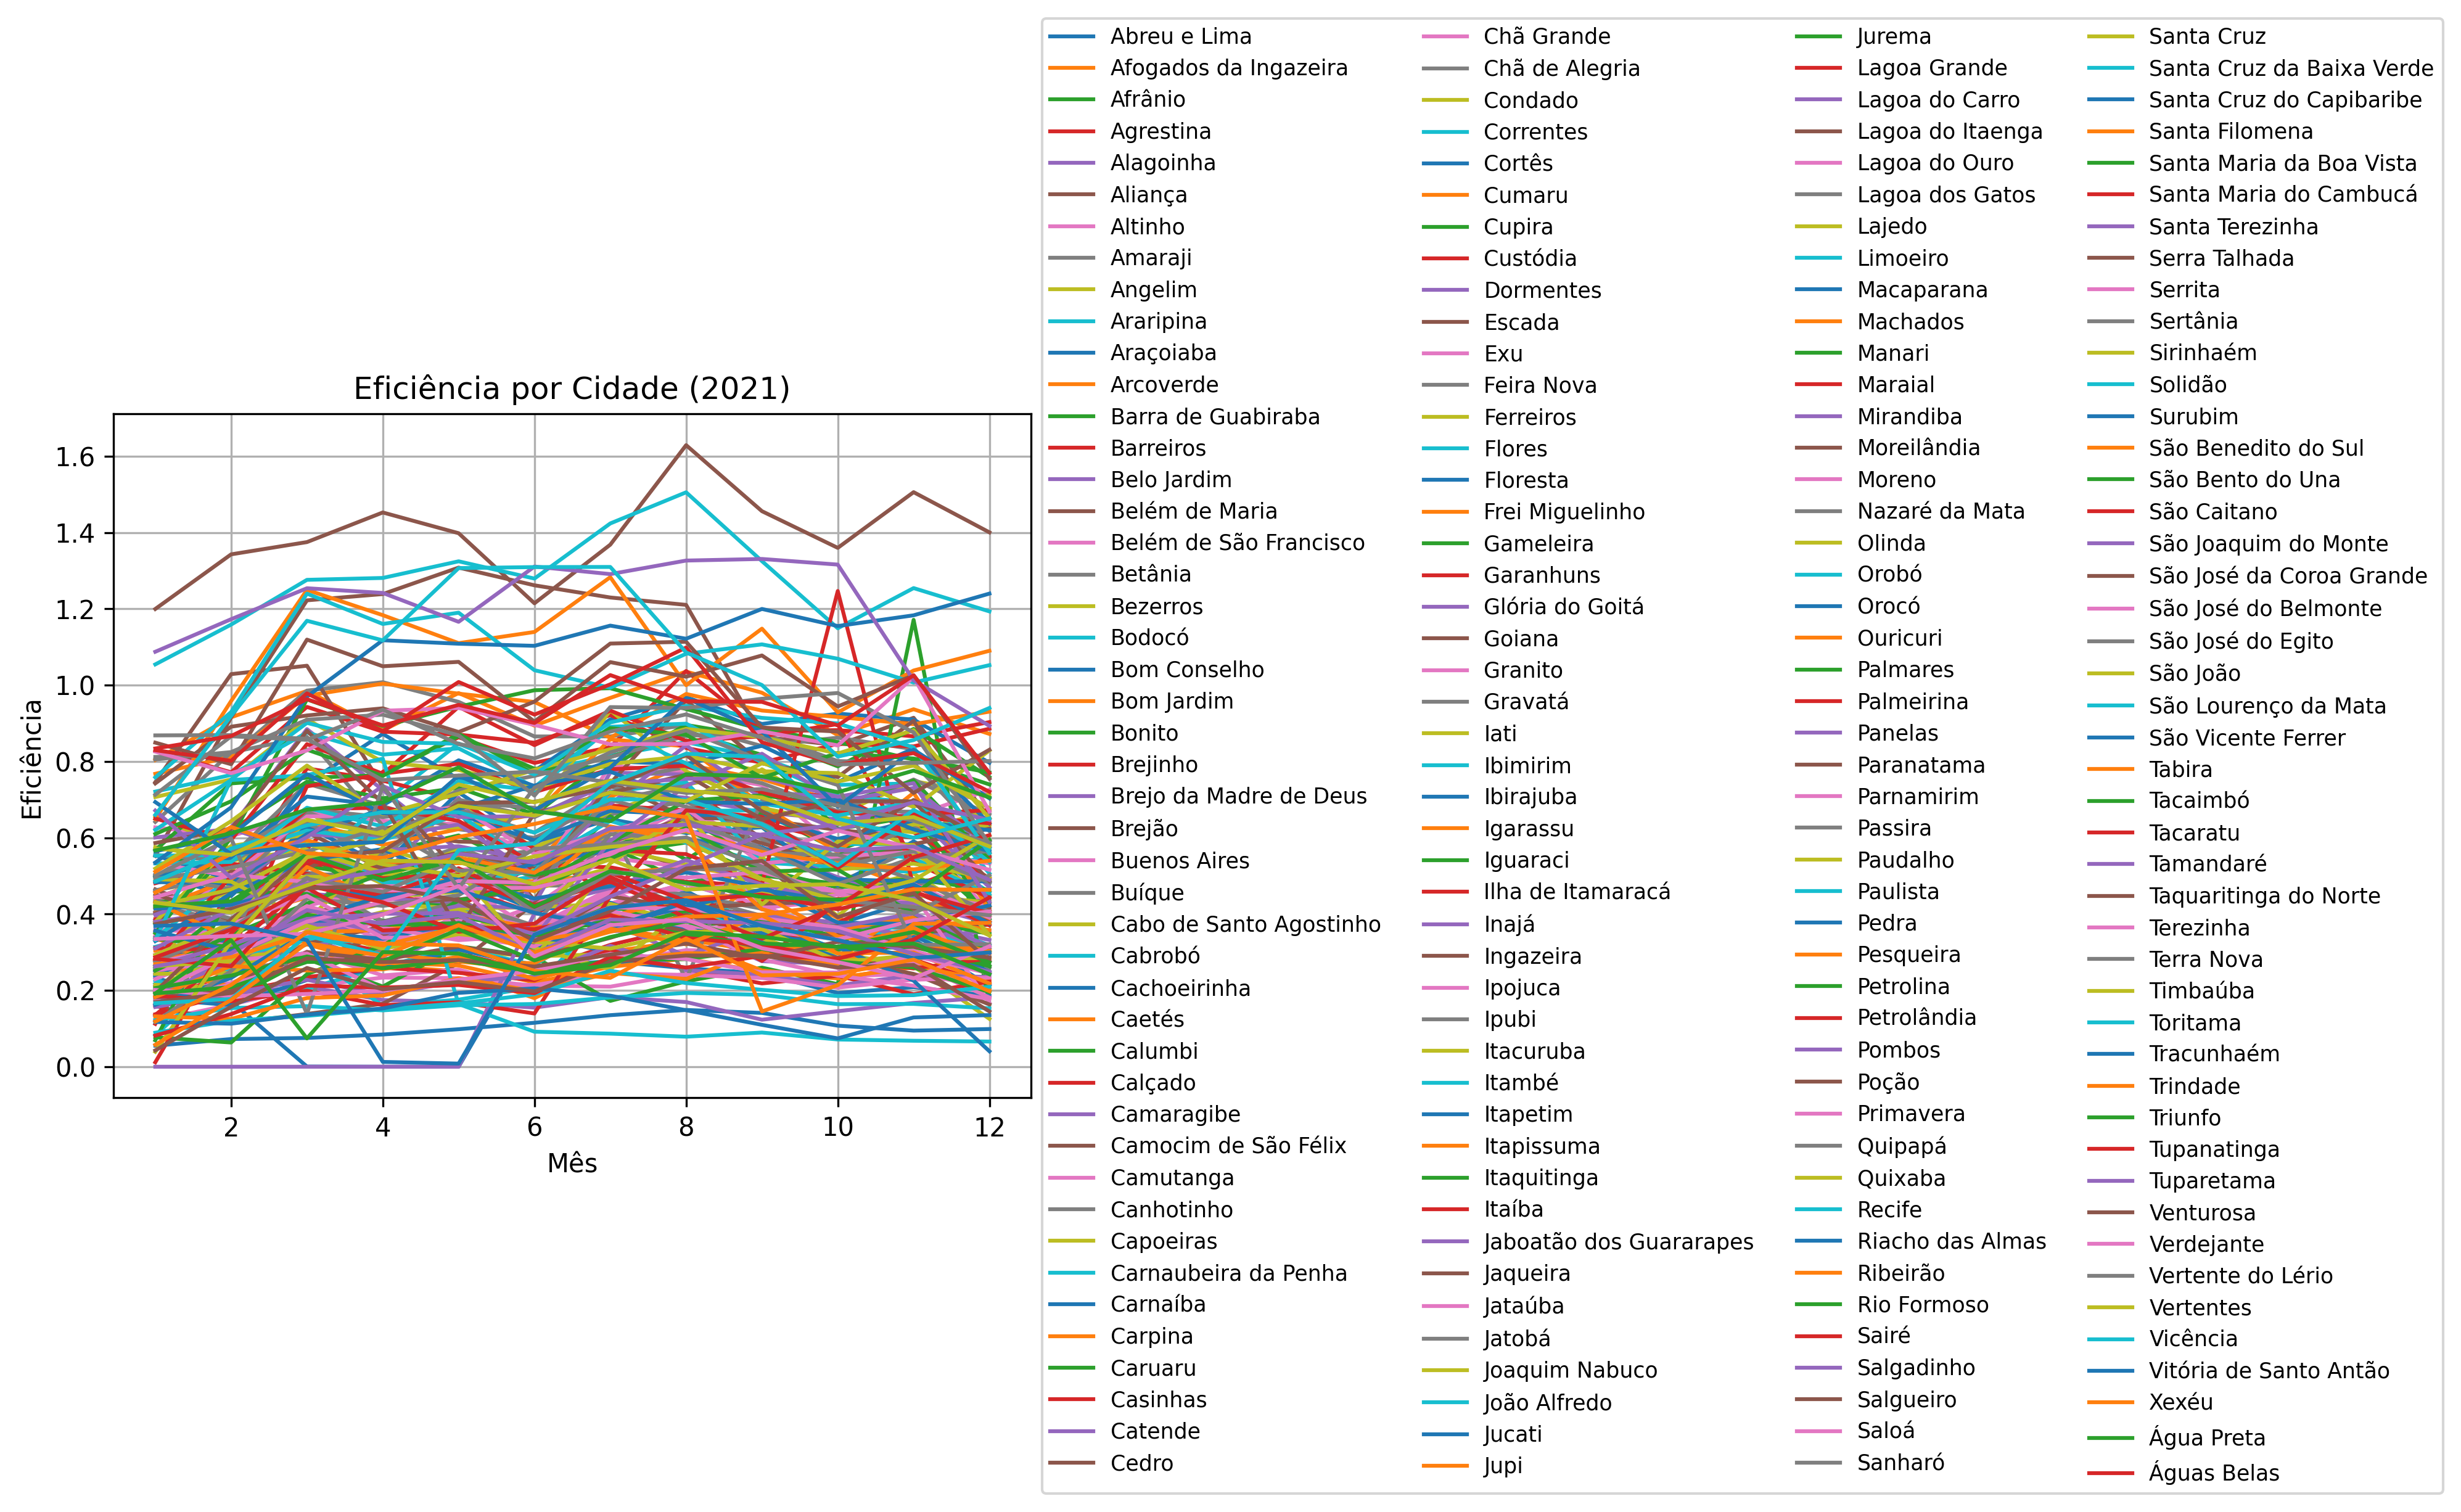 Eficiência por Cidade (2021)
Eficiência
1.6
1.4
1.2
1.0
0.8
0.6
0.4
0.2
0.0
2 4 6 8 10 12
Mês
Abreu e Lima
Afogados da Ingazeira
Afrânio
Agrestina
Alagoinha
Aliança
Altinho
Amaraji
Angelim
Araripina
Araçoiaba
Arcoverde
Barra de Guabiraba
Barreiros
Belo Jardim
Belém de Maria
Belém de São Francisco
Betânia
Bezerros
Bodocó
Bom Conselho
Bom Jardim
Bonito
Brejinho
Brejo da Madre de Deus
Brejão
Buenos Aires
Buíque
Cabo de Santo Agostinho
Cabrobó
Cachoeirinha
Caetés
Calumbi
Calçado
Camaragibe
Camocim de São Félix
Camutanga
Canhotinho
Capoeiras
Carnaubeira da Penha
Carnaíba
Carpina
Caruaru
Casinhas
Catende
Cedro
Chã Grande
Chã de Alegria
Condado
Correntes
Cortês
Cumaru
Cupira
Custódia
Dormentes
Escada
Exu
Feira Nova
Ferreiros
Flores
Floresta
Frei Miguelinho
Gameleira
Garanhuns
Glória do Goitá
Goiana
Granito
Gravatá
Iati
Ibimirim
Ibirajuba
Igarassu
Iguaraci
Ilha de Itamaracá
Inajá
Ingazeira
Ipojuca
Ipubi
Itacuruba
Itambé
Itapetim
Itapissuma
Itaquitinga
Itaíba
Jaboatão dos Guararapes
Jaqueira
Jataúba
Jatobá
Joaquim Nabuco
João Alfredo
Jucati
Jupi
Jurema
Lagoa Grande
Lagoa do Carro
Lagoa do Itaenga
Lagoa do Ouro
Lagoa dos Gatos
Lajedo
Limoeiro
Macaparana
Machados
Manari
Maraial
Mirandiba
Moreilândia
Moreno
Nazaré da Mata
Olinda
Orobó
Orocó
Ouricuri
Palmares
Palmeirina
Panelas
Paranatama
Parnamirim
Passira
Paudalho
Paulista
Pedra
Pesqueira
Petrolina
Petrolândia
Pombos
Poção
Primavera
Quipapá
Quixaba
Recife
Riacho das Almas
Ribeirão
Rio Formoso
Sairé
Salgadinho
Salgueiro
Saloá
Sanharó
Santa Cruz
Santa Cruz da Baixa Verde
Santa Cruz do Capibaribe
Santa Filomena
Santa Maria da Boa Vista
Santa Maria do Cambucá
Santa Terezinha
Serra Talhada
Serrita
Sertânia
Sirinhaém
Solidão
Surubim
São Benedito do Sul
São Bento do Una
São Caitano
São Joaquim do Monte
São José da Coroa Grande
São José do Belmonte
São José do Egito
São João
São Lourenço da Mata
São Vicente Ferrer
Tabira
Tacaimbó
Tacaratu
Tamandaré
Taquaritinga do Norte
Terezinha
Terra Nova
Timbaúba
Toritama
Tracunhaém
Trindade
Triunfo
Tupanatinga
Tuparetama
Venturosa
Verdejante
Vertente do Lério
Vertentes
Vicência
Vitória de Santo Antão
Xexéu
Água Preta
Águas Belas